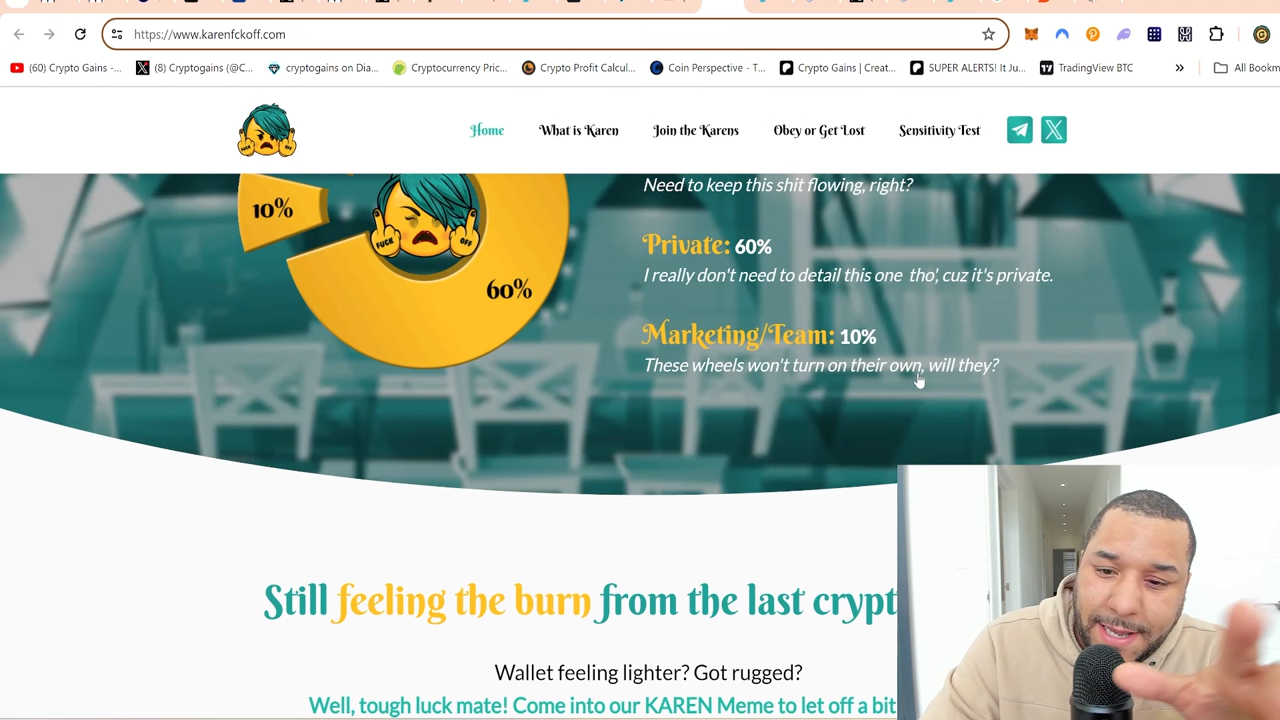 https://www.karenfckoff.com
(60) Crypto Gains -...
(8) Cryptogains (@C...
cryptogains on Dia...
Cryptocurrency Pric...
Crypto Profit Calcul...
Coin Perspective - T...
Crypto Gains | Creat...
SUPER ALERTS! It Ju...
TradingView BTC
»
All Bookm
Home
What is Karen
Join the Karens
Obey or Get Lost
Sensitivity Test
Need to keep this shit flowing, right?
10%
FUCK OFF
60%
Private: 60%
I really don't need to detail this one tho', cuz it's private.
Marketing/Team: 10%
These wheels won't turn on their own, will they?
Still feeling the burn from the last crypt
Wallet feeling lighter? Got rugged?
Well, tough luck mate! Come into our KAREN Meme to let off a bit